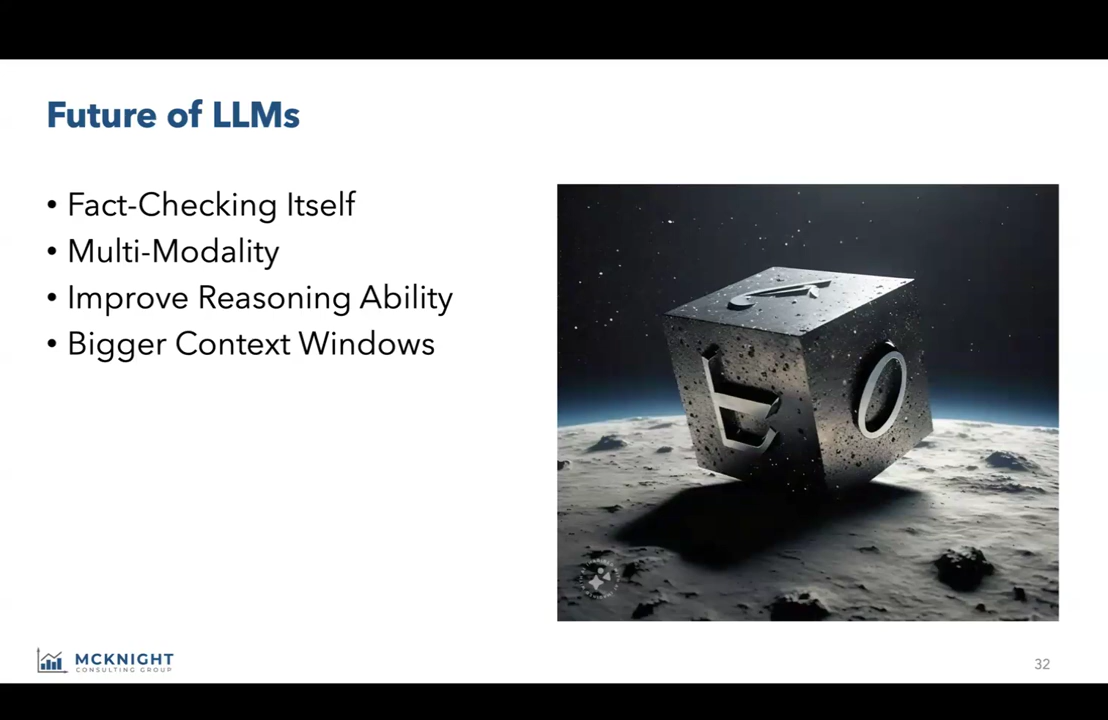 Future of LLMs
• Fact-Checking Itself
• Multi-Modality
• Improve Reasoning Ability
• Bigger Context Windows
O
MCKNIGHT
CONSULTING GROUP
32